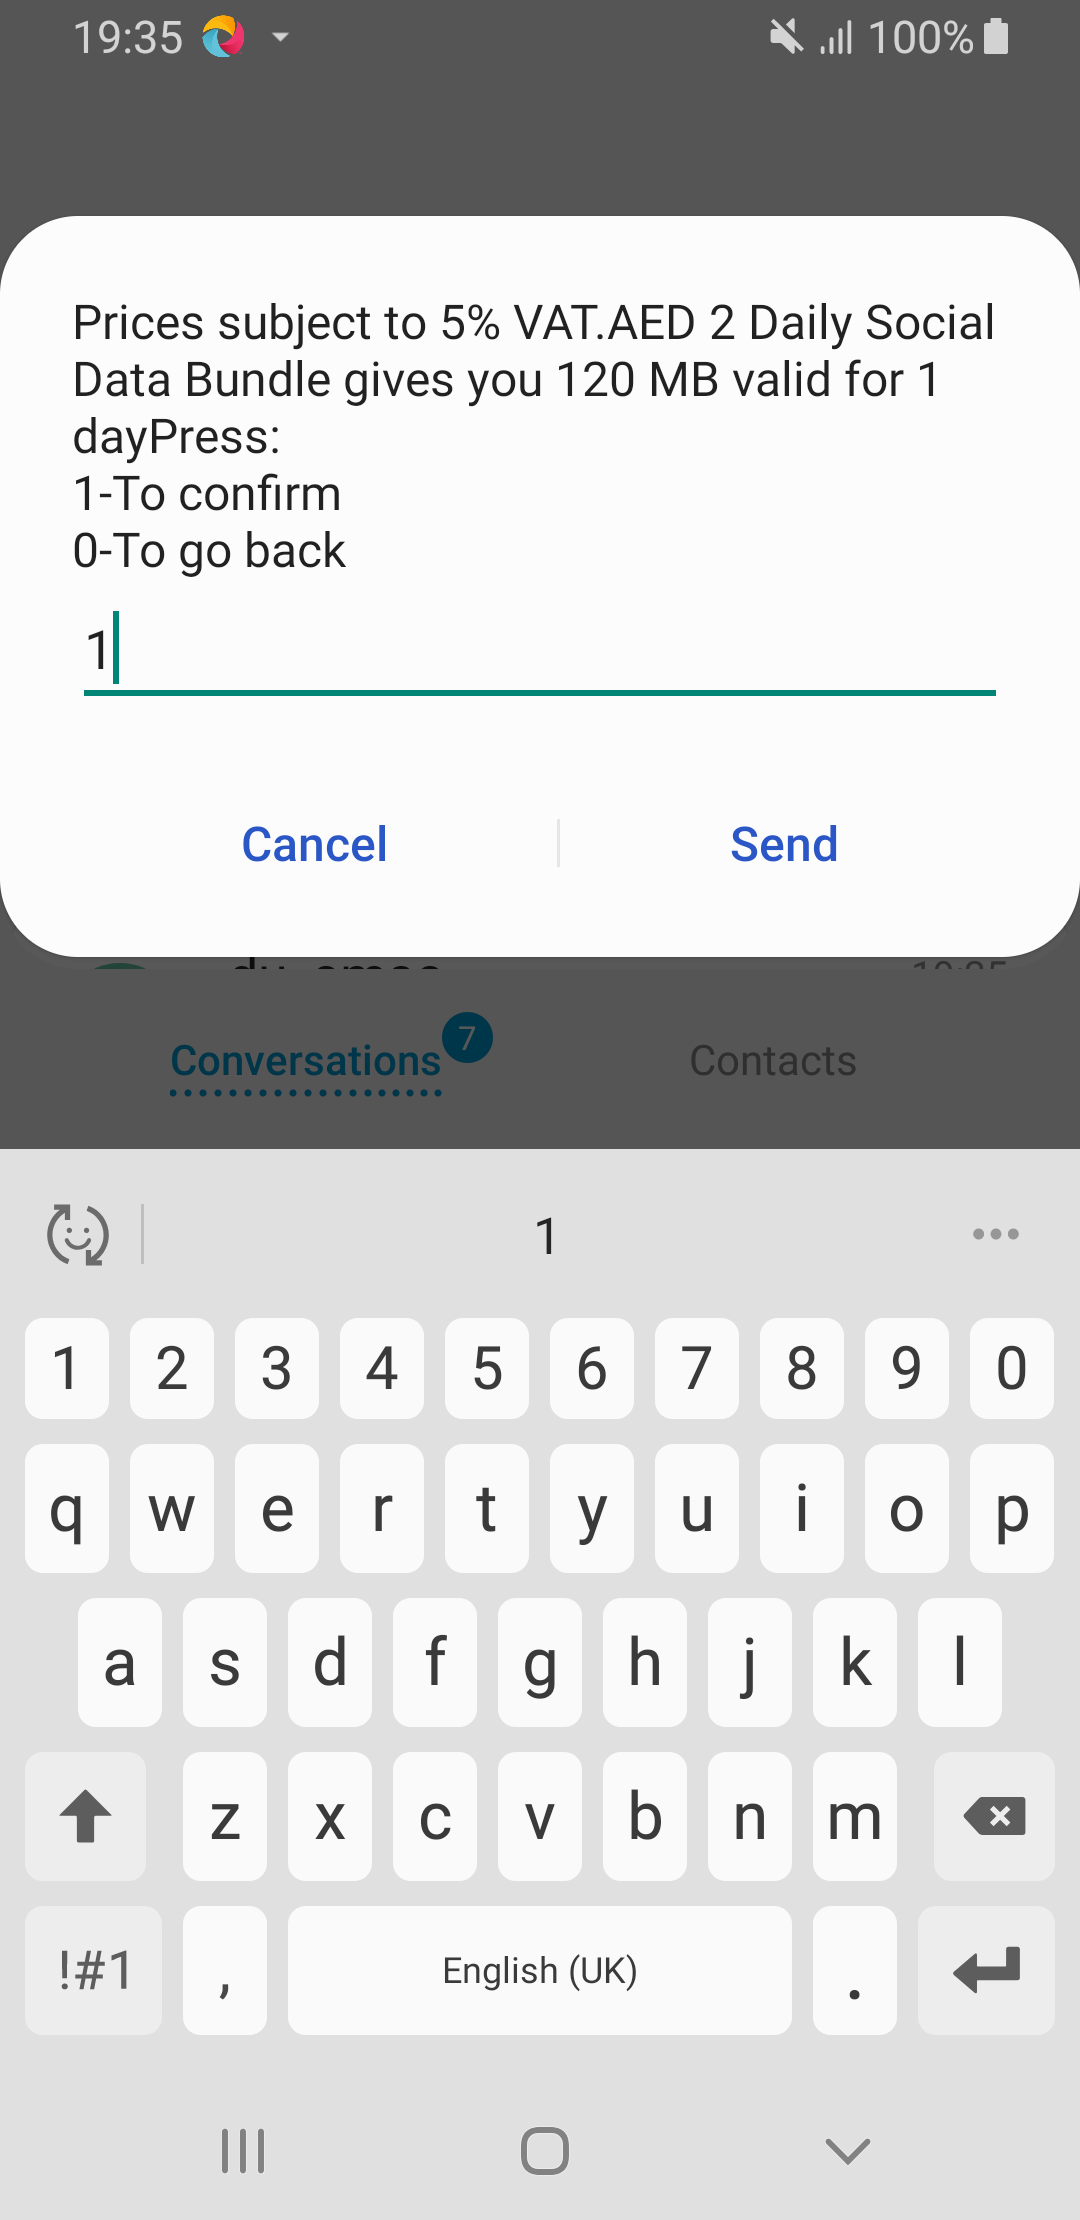 19:35
100%
Prices subject to 5% VAT.AED 2 Daily Social
Data Bundle gives you 120 MB valid for 1
dayPress:
1-To confirm
0-To go back
1
Cancel
Send
Conversations
7
Contacts
1
1 2 3 4 5 6 7 8 9 0
q w e r t y u i o p
a s d f g h j k l
z x c v b n m
!#1 , English (UK) .